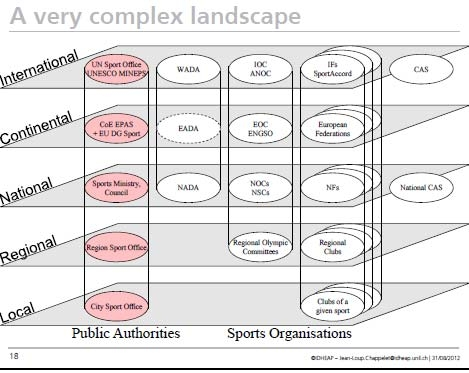 A very complex landscape
International
UN Sport Office
UNESCO MINEPS
WADA
IOC
ANOC
IFs
SportAccord
CAS
Continental
CoE EPAS
+ EU DG Sport
EADA
EOC
ENGSO
European
Federations
National
Sports Ministry,
Council
NADA
NOCs
NSCs
NFs
National CAS
Regional
Region Sport Office
Regional Olympic
Committees
Regional
Clubs
Local
City Sport Office
Clubs of a
given sport
Public Authorities
Sports Organisations
18
©IDHEAP – Jean-Loup.Chappelet@idheap.unil.ch | 31/08/2012